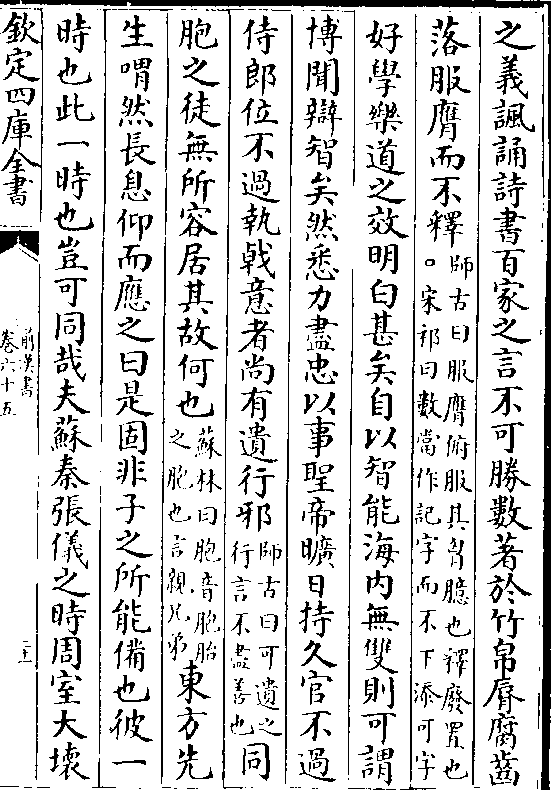 之義諷誦詩書百家之言不可勝數著於竹帛脣腐齒
落服膺而不釋師古曰服膺俯服其胷臆也釋廢置也。宋祁曰數當作記字而不下添可字
好學樂道之效明白甚矣自以智能海內無雙則可謂
博聞辯智矣然悉力盡忠以事聖帝曠日持久官不過
侍郎位不過執戟意者尚有遺行邪師古曰可遺之行言不盡善也同
胞之徒無所容居其故何也蘇林曰胞音胞胎之胞也言親兄弟東方先
生喟然長息仰而應之曰是固非子之所能備也彼一
時也此一時也豈可同哉夫蘇秦張儀之時周室大壞
欽定四庫全書
前漢書
卷六十五